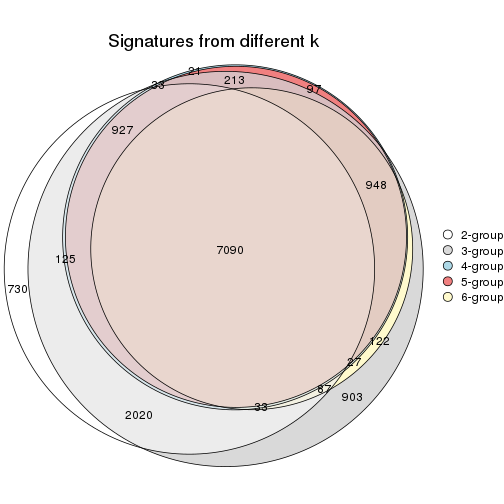 Signatures from different k
21
33
213
97
927
948
7090
125
730
122
27
87
903
33
2020
2-group
3-group
4-group
5-group
6-group